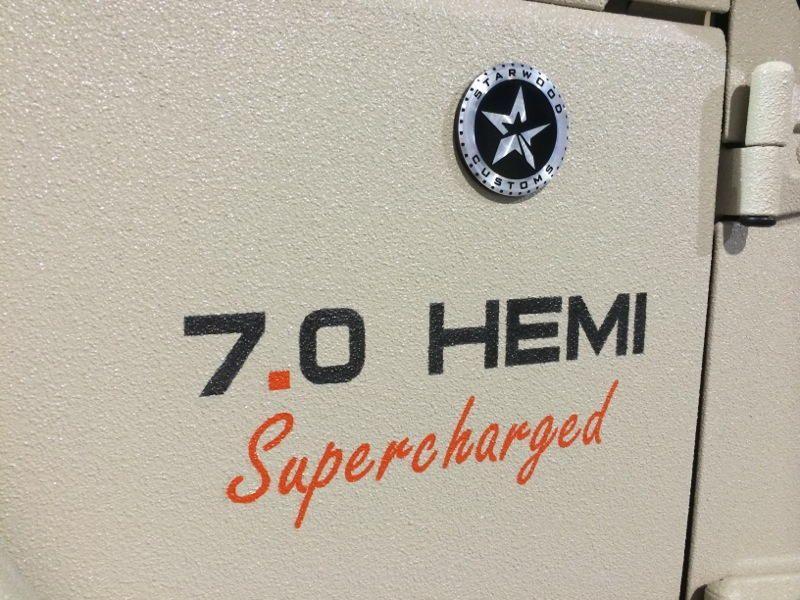 STARWOOD
CUSTOMS
7.0 HEMI
Supercharged